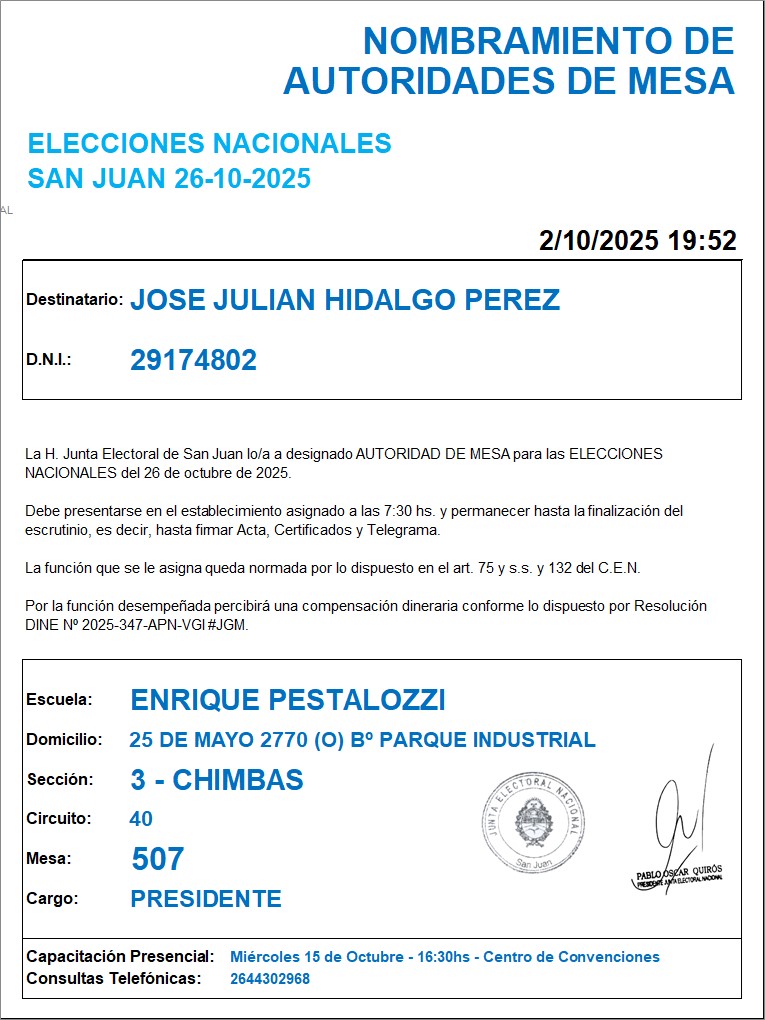 NOMBRAMIENTO DE
AUTORIDADES DE MESA
ELECCIONES NACIONALES
SAN JUAN 26-10-2025
AL
2/10/2025 19:52
Destinatario: JOSE JULIAN HIDALGO PEREZ
D.N.I.: 29174802
La H. Junta Electoral de San Juan lo/a a designado AUTORIDAD DE MESA para las ELECCIONES
NACIONALES del 26 de octubre de 2025.
Debe presentarse en el establecimiento asignado a las 7:30 hs. y permanecer hasta la finalización del
escrutinio, es decir, hasta firmar Acta, Certificados y Telegrama.
La función que se le asigna queda normada por lo dispuesto en el art. 75 y s.s. y 132 del C.E.N.
Por la función desempeñada percibirá una compensación dineraria conforme lo dispuesto por Resolución
DINE Nº 2025-347-APN-VGI#JGM.
Escuela: ENRIQUE PESTALOZZI
Domicilio: 25 DE MAYO 2770 (O) Bº PARQUE INDUSTRIAL
Sección: 3 - CHIMBAS
Circuito: 40
Mesa: 507
Cargo: PRESIDENTE
JUNTA ELECTORAL NACIONAL
San Juan
PABLO OSCAR QUIRÓS
PRESIDENTE JUNTA ELECTORAL NACIONAL
Capacitación Presencial: Miércoles 15 de Octubre - 16:30hs - Centro de Convenciones
Consultas Telefónicas: 2644302968